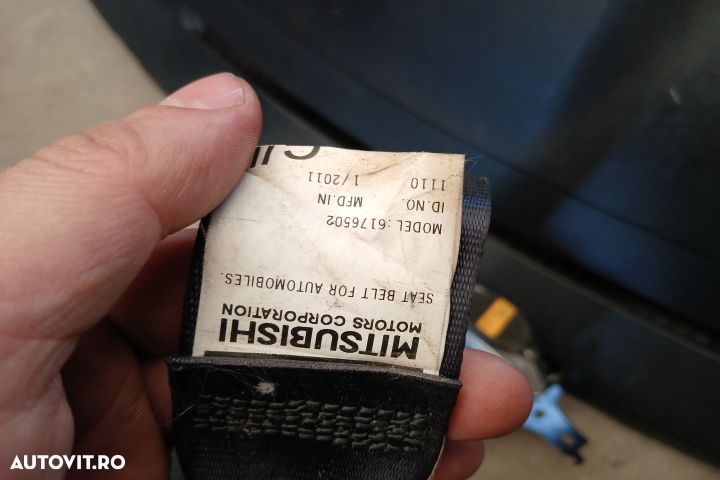 MITSUBISHI
MOTORS CORPORATION
SEAT BELT FOR AUTOMOBILES.
MODEL:6176502
ID.NO. MFD.IN
1110 1/2011
AUTOVIT.RO